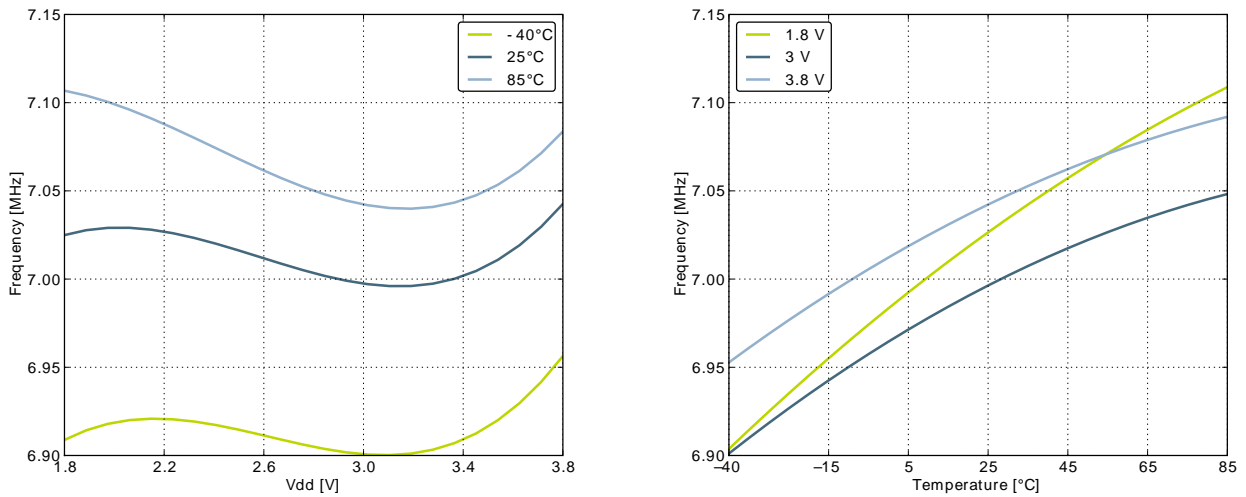 7.15
7.10
7.05
7.00
6.95
6.90
Frequency [MHz]
1.8 2.2 2.6 3.0 3.4 3.8
Vdd [V]
- 40°C
25°C
85°C
7.15
7.10
7.05
7.00
6.95
6.90
Frequency [MHz]
–40 –15 5 25 45 65 85
Temperature [°C]
1.8 V
3 V
3.8 V